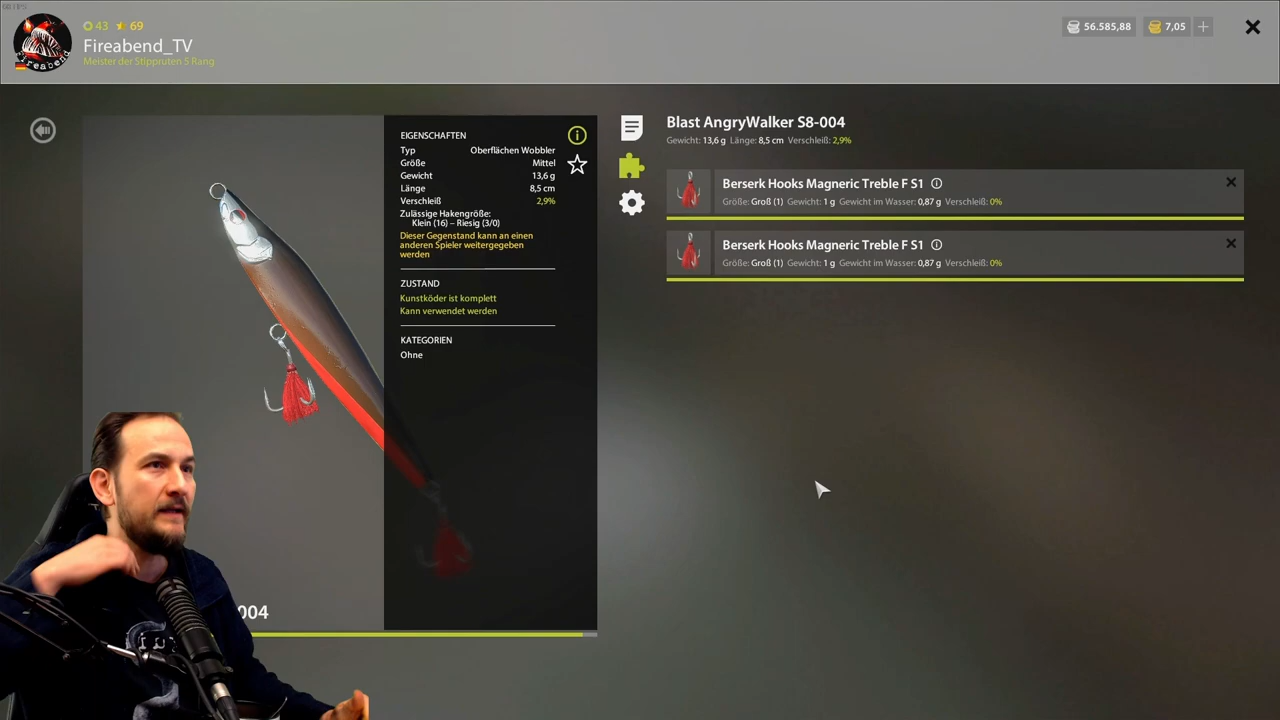 43 69
Fireabend_TV
Meister der Stippruten 5 Rang
56.585,88 7,05
EIGENSCHAFTEN
Typ Oberflächen Wobbler
Größe Mittel
Gewicht 13,6 g
Länge 8,5 cm
Verschleiß 2,9%
Zulässige Hakengröße:
Klein (16) – Riesig (3/0)
Dieser Gegenstand kann an einen
anderen Spieler weitergegeben
werden
ZUSTAND
Kunstköder ist komplett
Kann verwendet werden
KATEGORIEN
Ohne
004
Blast AngryWalker S8-004
Gewicht: 13,6 g Länge: 8,5 cm Verschleiß: 2,9%
Berserk Hooks Magneric Treble F S1
Größe: Groß (1) Gewicht: 1 g Gewicht im Wasser: 0,87 g Verschleiß: 0%
Berserk Hooks Magneric Treble F S1
Größe: Groß (1) Gewicht: 1 g Gewicht im Wasser: 0,87 g Verschleiß: 0%